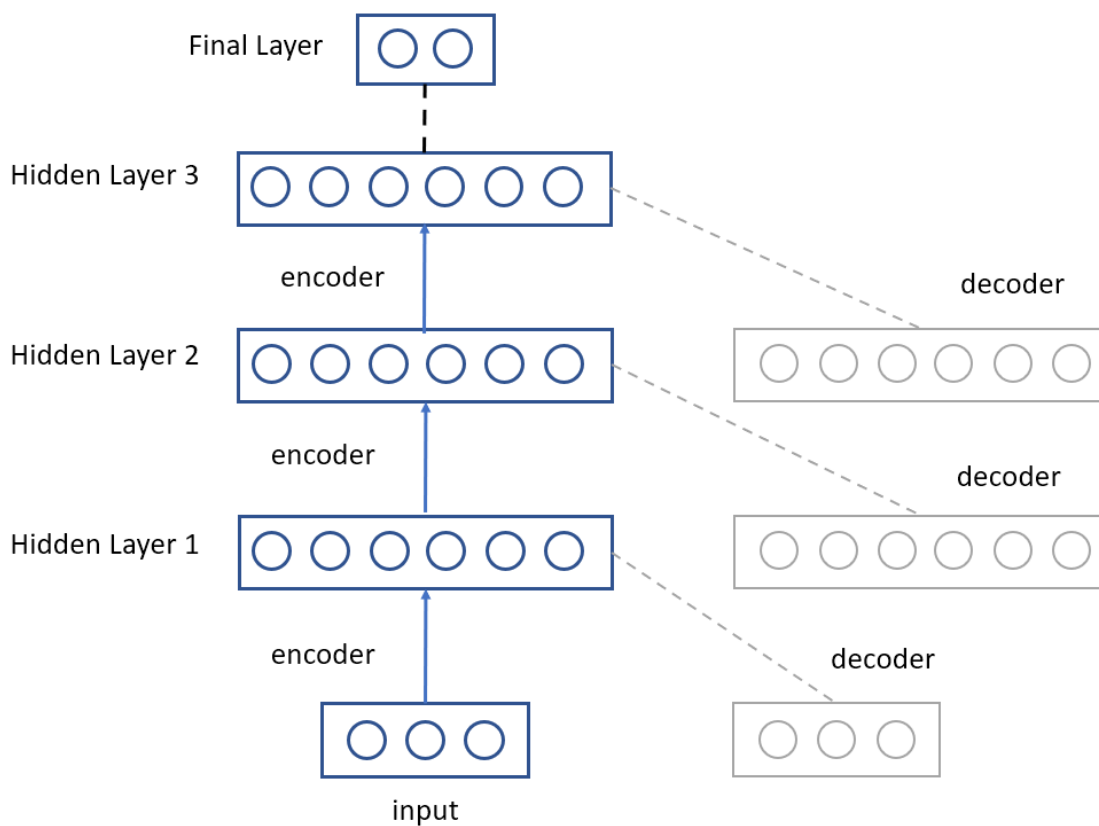 Final Layer
Hidden Layer 3
encoder
decoder
Hidden Layer 2
encoder
decoder
Hidden Layer 1
encoder
decoder
input